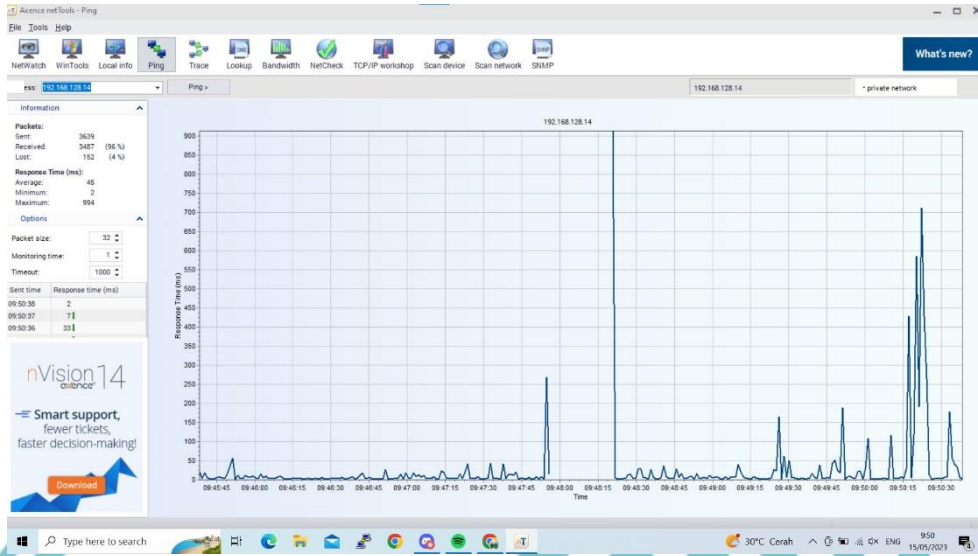 Axence netTools - Ping
File Tools Help
NetWatch WinTools Local info Ping Trace Lookup Bandwidth NetCheck TCP/IP workshop Scan device Scan network SNMP
What's new?
ess: 192.168.128.14 Ping > 192.168.128.14 • private network
Information
Packets:
Sent: 3639
Received: 3487 (96 %)
Lost: 152 (4 %)
Response Time (ms):
Average: 45
Minimum: 2
Maximum: 994
Options
Packet size: 32
Monitoring time: 1
Timeout: 1000
Sent time Response time (ms)
09:50:38 2
09:50:37 7
09:50:36 33
nVision 14
axence
Smart support,
fewer tickets,
faster decision-making!
Download
192.168.128.14
900
850
800
750
700
650
600
550
500
450
400
350
300
250
200
150
100
50
0
Response Time (ms)
09:45:45 09:46:00 09:46:15 09:46:30 09:46:45 09:47:00 09:47:15 09:47:30 09:47:45 09:48:00 09:48:15 09:48:30 09:48:45 09:49:00 09:49:15 09:49:30 09:49:45 09:50:00 09:50:15 09:50:30
Time
Type here to search
30°C Cerah
ENG
9:50
15/05/2023